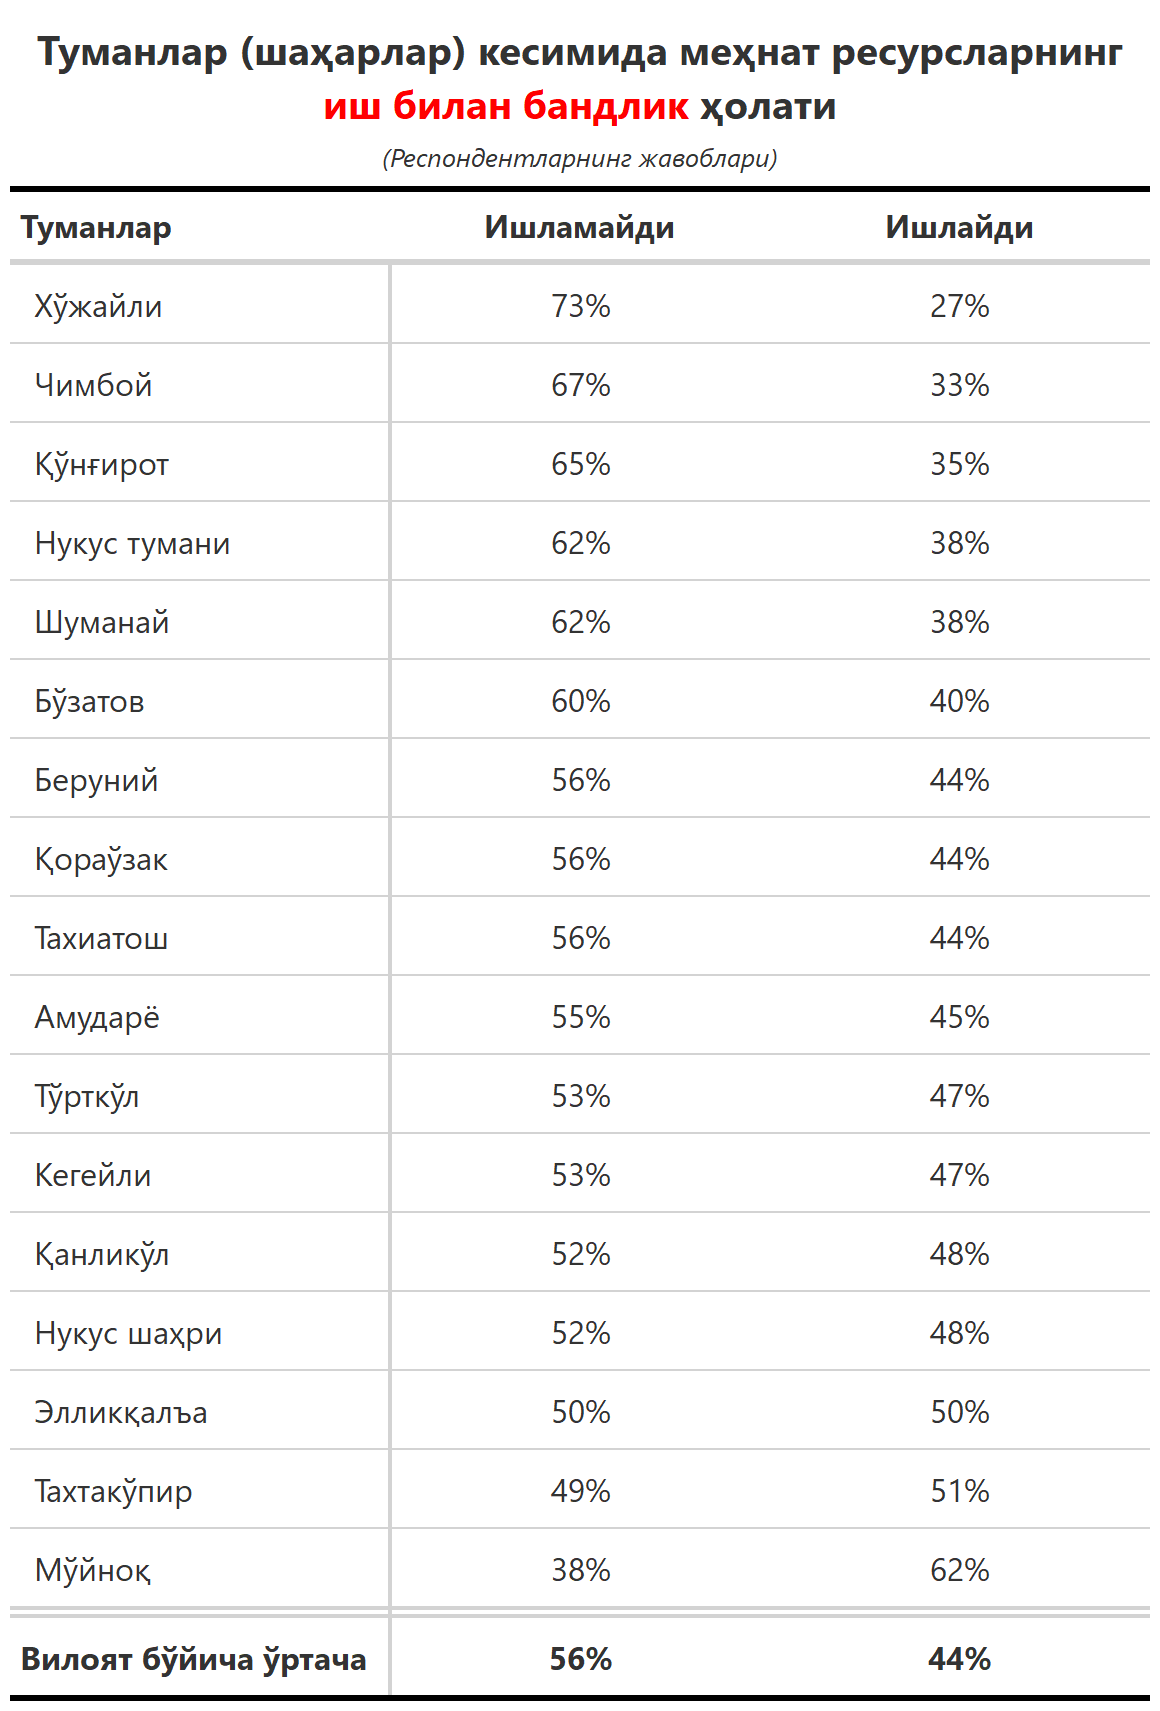 Туманлар (шаҳарлар) кесимида меҳнат ресурсларнинг
иш билан бандлик ҳолати
(Респондентларнинг жавоблари)
Туманлар Ишламайди Ишлайди
Хўжайли 73% 27%
Чимбой 67% 33%
Қўнғирот 65% 35%
Нукус тумани 62% 38%
Шуманай 62% 38%
Бўзатов 60% 40%
Беруний 56% 44%
Қораўзак 56% 44%
Тахиатош 56% 44%
Амударё 55% 45%
Тўрткўл 53% 47%
Кегейли 53% 47%
Қанликўл 52% 48%
Нукус шаҳри 52% 48%
Элликқалъа 50% 50%
Тахтакўпир 49% 51%
Мўйноқ 38% 62%
Вилоят бўйича ўртача 56% 44%